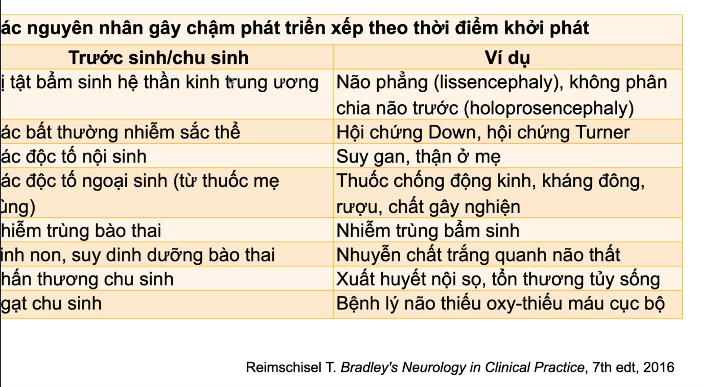 ác nguyên nhân gây chậm phát triển xếp theo thời điểm khởi phát
Trước sinh/chu sinh Ví dụ
ị tật bẩm sinh hệ thần kinh trung ương Não phẳng (lissencephaly), không phân
chia não trước (holoprosencephaly)
ác bất thường nhiễm sắc thể Hội chứng Down, hội chứng Turner
ác độc tố nội sinh Suy gan, thận ở mẹ
ác độc tố ngoại sinh (từ thuốc mẹ Thuốc chống động kinh, kháng đông,
ùng) rượu, chất gây nghiện
hiễm trùng bào thai Nhiễm trùng bẩm sinh
inh non, suy dinh dưỡng bào thai Nhuyễn chất trắng quanh não thất
hấn thương chu sinh Xuất huyết nội sọ, tổn thương tủy sống
gạt chu sinh Bệnh lý não thiếu oxy-thiếu máu cục bộ
Reimschisel T. Bradley's Neurology in Clinical Practice, 7th edt, 2016